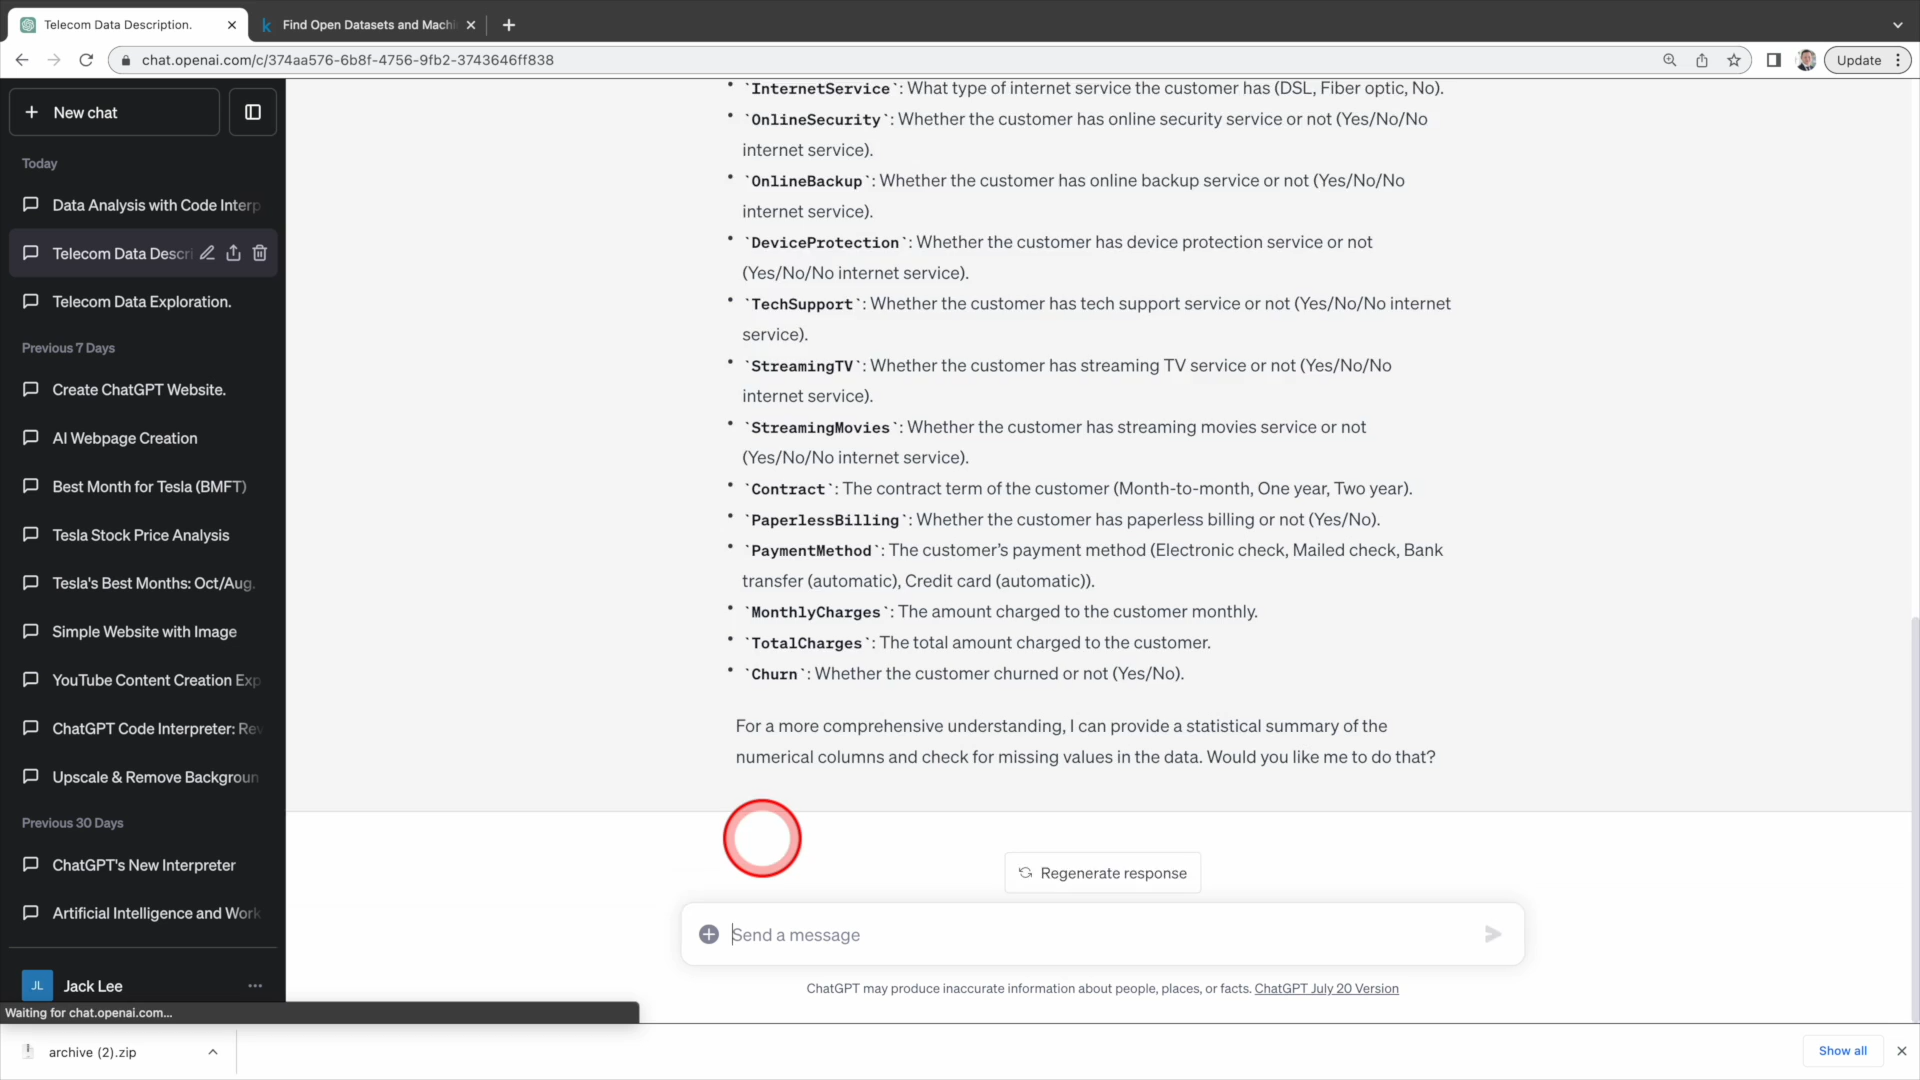 Telecom Data Description.
Find Open Datasets and Machi
chat.openai.com/c/374aa576-6b8f-4756-9fb2-3743646ff838
Update
New chat
Today
Data Analysis with Code Interp
Telecom Data Descri
Telecom Data Exploration.
Previous 7 Days
Create ChatGPT Website.
AI Webpage Creation
Best Month for Tesla (BMFT)
Tesla Stock Price Analysis
Tesla's Best Months: Oct/Aug.
Simple Website with Image
YouTube Content Creation Exp
ChatGPT Code Interpreter: Rev
Upscale & Remove Backgroun
Previous 30 Days
ChatGPT's New Interpreter
Artificial Intelligence and Work
JL Jack Lee
Waiting for chat.openai.com...
• `InternetService`: What type of internet service the customer has (DSL, Fiber optic, No).
• `OnlineSecurity`: Whether the customer has online security service or not (Yes/No/No
internet service).
• `OnlineBackup`: Whether the customer has online backup service or not (Yes/No/No
internet service).
• `DeviceProtection`: Whether the customer has device protection service or not
(Yes/No/No internet service).
• `TechSupport`: Whether the customer has tech support service or not (Yes/No/No internet
service).
• `StreamingTV`: Whether the customer has streaming TV service or not (Yes/No/No
internet service).
• `StreamingMovies`: Whether the customer has streaming movies service or not
(Yes/No/No internet service).
• `Contract`: The contract term of the customer (Month-to-month, One year, Two year).
• `PaperlessBilling`: Whether the customer has paperless billing or not (Yes/No).
• `PaymentMethod`: The customer's payment method (Electronic check, Mailed check, Bank
transfer (automatic), Credit card (automatic)).
• `MonthlyCharges`: The amount charged to the customer monthly.
• `TotalCharges`: The total amount charged to the customer.
• `Churn`: Whether the customer churned or not (Yes/No).
For a more comprehensive understanding, I can provide a statistical summary of the
numerical columns and check for missing values in the data. Would you like me to do that?
Regenerate response
Send a message
ChatGPT may produce inaccurate information about people, places, or facts. ChatGPT July 20 Version
archive (2).zip
Show all